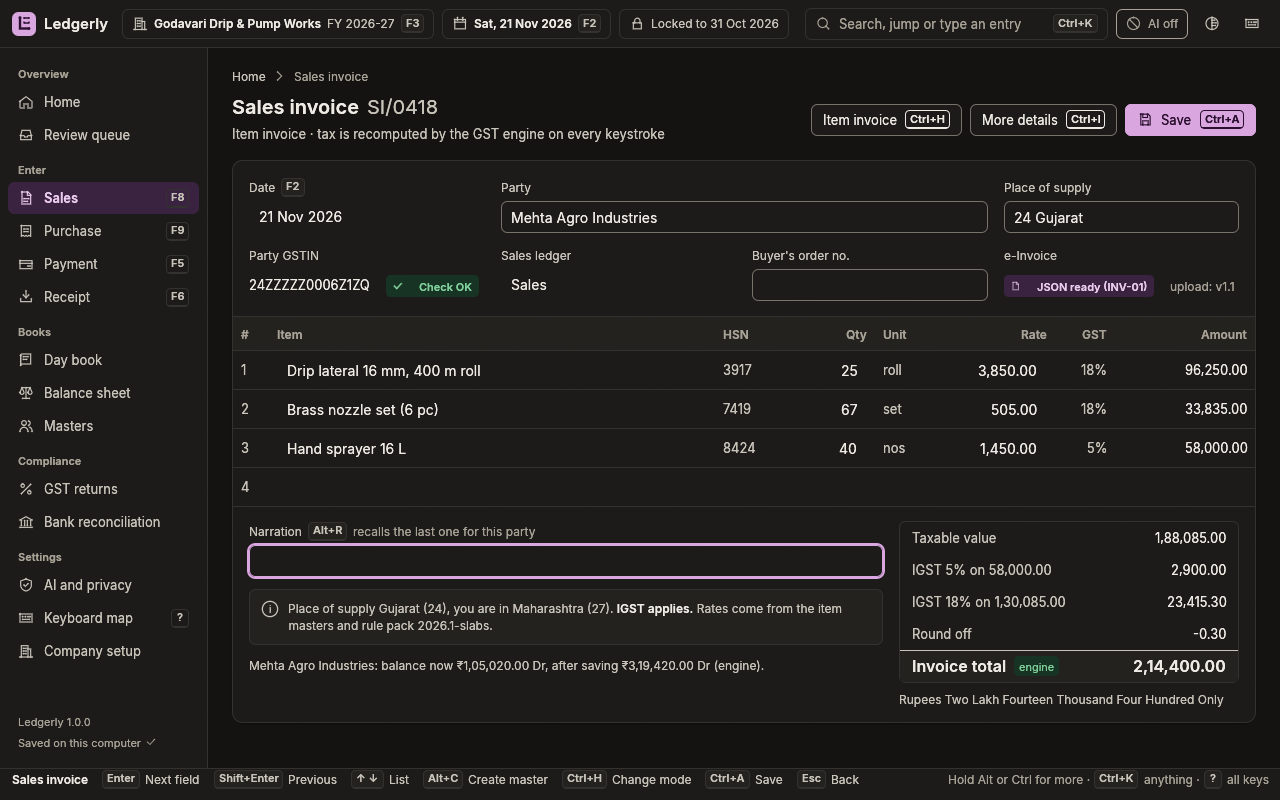 Ledgerly
Godavari Drip & Pump Works FY 2026-27 F3
Sat, 21 Nov 2026 F2
Locked to 31 Oct 2026
Search, jump or type an entry Ctrl+K
AI off
Overview
Home
Review queue
Enter
Sales F8
Purchase F9
Payment F5
Receipt F6
Books
Day book
Balance sheet
Masters
Compliance
GST returns
Bank reconciliation
Settings
AI and privacy
Keyboard map ?
Company setup
Ledgerly 1.0.0
Saved on this computer
Home Sales invoice
Sales invoice SI/0418
Item invoice · tax is recomputed by the GST engine on every keystroke
Item invoice Ctrl+H
More details Ctrl+I
Save Ctrl+A
Date F2
21 Nov 2026
Party
Mehta Agro Industries
Place of supply
24 Gujarat
Party GSTIN
24ZZZZZ0006Z1ZQ Check OK
Sales ledger
Sales
Buyer's order no.
e-Invoice
JSON ready (INV-01) upload: v1.1
# Item HSN Qty Unit Rate GST Amount
1 Drip lateral 16 mm, 400 m roll 3917 25 roll 3,850.00 18% 96,250.00
2 Brass nozzle set (6 pc) 7419 67 set 505.00 18% 33,835.00
3 Hand sprayer 16 L 8424 40 nos 1,450.00 5% 58,000.00
4
Narration Alt+R recalls the last one for this party
Place of supply Gujarat (24), you are in Maharashtra (27). IGST applies. Rates come from the item
masters and rule pack 2026.1-slabs.
Mehta Agro Industries: balance now ₹1,05,020.00 Dr, after saving ₹3,19,420.00 Dr (engine).
Taxable value 1,88,085.00
IGST 5% on 58,000.00 2,900.00
IGST 18% on 1,30,085.00 23,415.30
Round off -0.30
Invoice total engine 2,14,400.00
Rupees Two Lakh Fourteen Thousand Four Hundred Only
Sales invoice Enter Next field Shift+Enter Previous ↑ ↓ List Alt+C Create master Ctrl+H Change mode Ctrl+A Save Esc Back Hold Alt or Ctrl for more · Ctrl+K anything · ? all keys